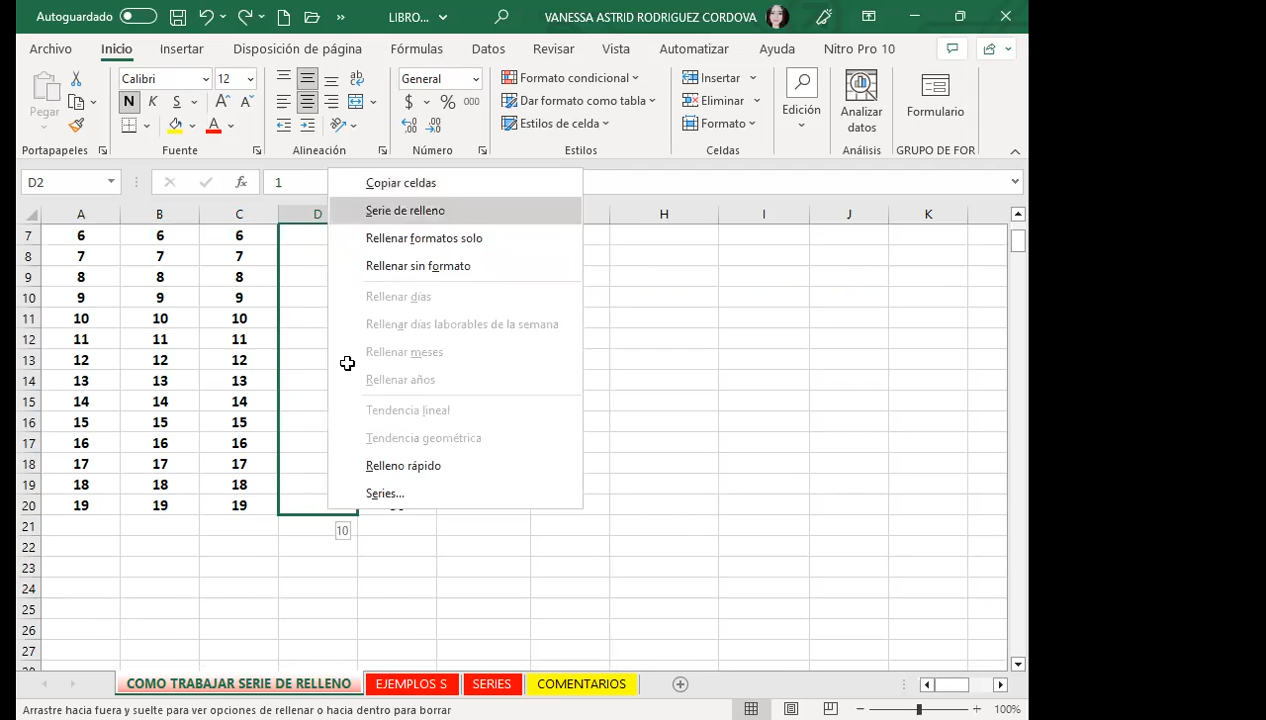 Autoguardado
LIBRO...
VANESSA ASTRID RODRIGUEZ CORDOVA
Archivo Inicio Insertar Disposición de página Fórmulas Datos Revisar Vista Automatizar Ayuda Nitro Pro 10
Pegar
Calibri 12
N K S A A A
General
$ % 000
Formato condicional
Dar formato como tabla
Estilos de celda
Insertar
Eliminar
Formato
Edición
Analizar datos
Formulario
Portapapeles Fuente Alineación Número Estilos Celdas Análisis GRUPO DE FOR
D2 fx 1
Copiar celdas
Serie de relleno
Rellenar formatos solo
Rellenar sin formato
Rellenar días
Rellenar días laborables de la semana
Rellenar meses
Rellenar años
Tendencia lineal
Tendencia geométrica
Relleno rápido
Series...
A B C D H I J K
7 6 6 6
8 7 7 7
9 8 8 8
10 9 9 9
11 10 10 10
12 11 11 11
13 12 12 12
14 13 13 13
15 14 14 14
16 15 15 15
17 16 16 16
18 17 17 17
19 18 18 18
20 19 19 19
21 10
22
23
24
25
26
27
COMO TRABAJAR SERIE DE RELLENO EJEMPLOS S SERIES COMENTARIOS
Arrastre hacia fuera y suelte para ver opciones de rellenar o hacia dentro para borrar 100%